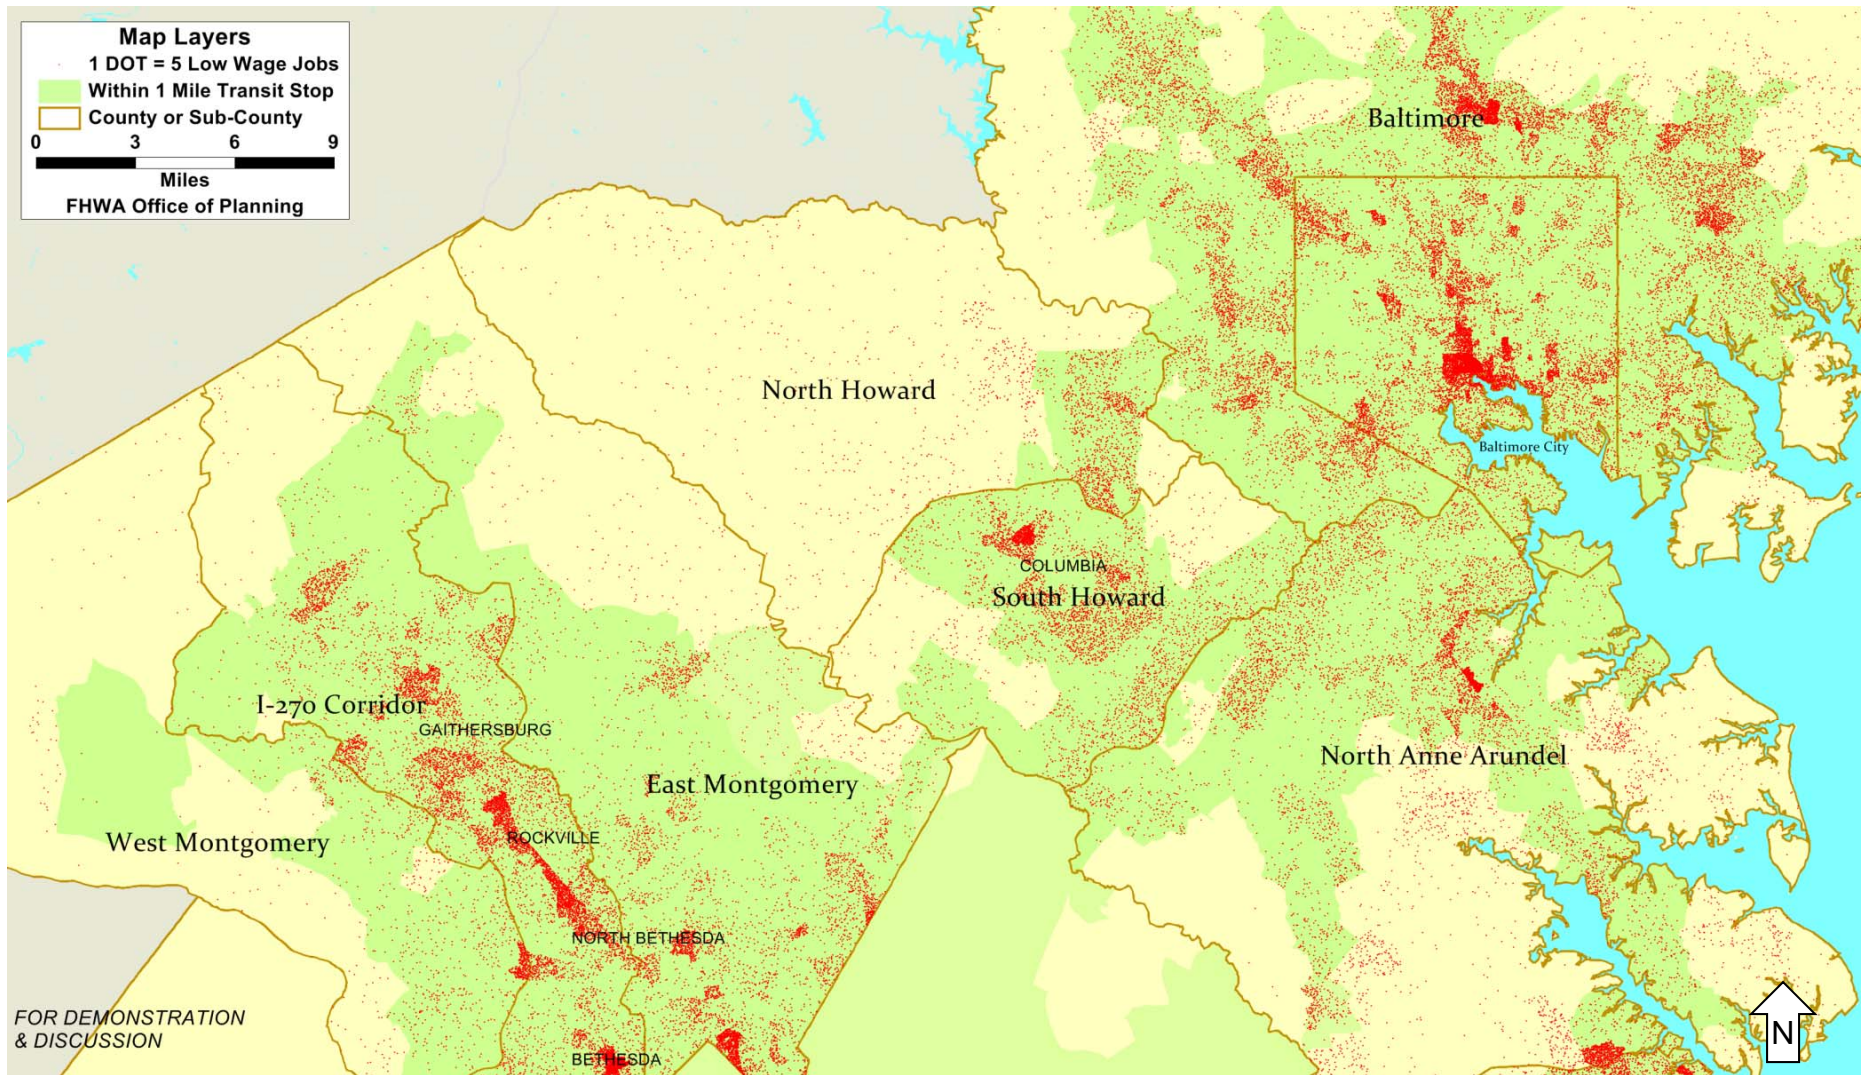 Map Layers
1 DOT = 5 Low Wage Jobs
Within 1 Mile Transit Stop
County or Sub-County
0 3 6 9
Miles
FHWA Office of Planning
Baltimore
North Howard
Baltimore City
COLUMBIA
South Howard
I-270 Corridor
GAITHERSBURG
North Anne Arundel
East Montgomery
West Montgomery
ROCKVILLE
NORTH BETHESDA
FOR DEMONSTRATION
& DISCUSSION
N
BETHESDA